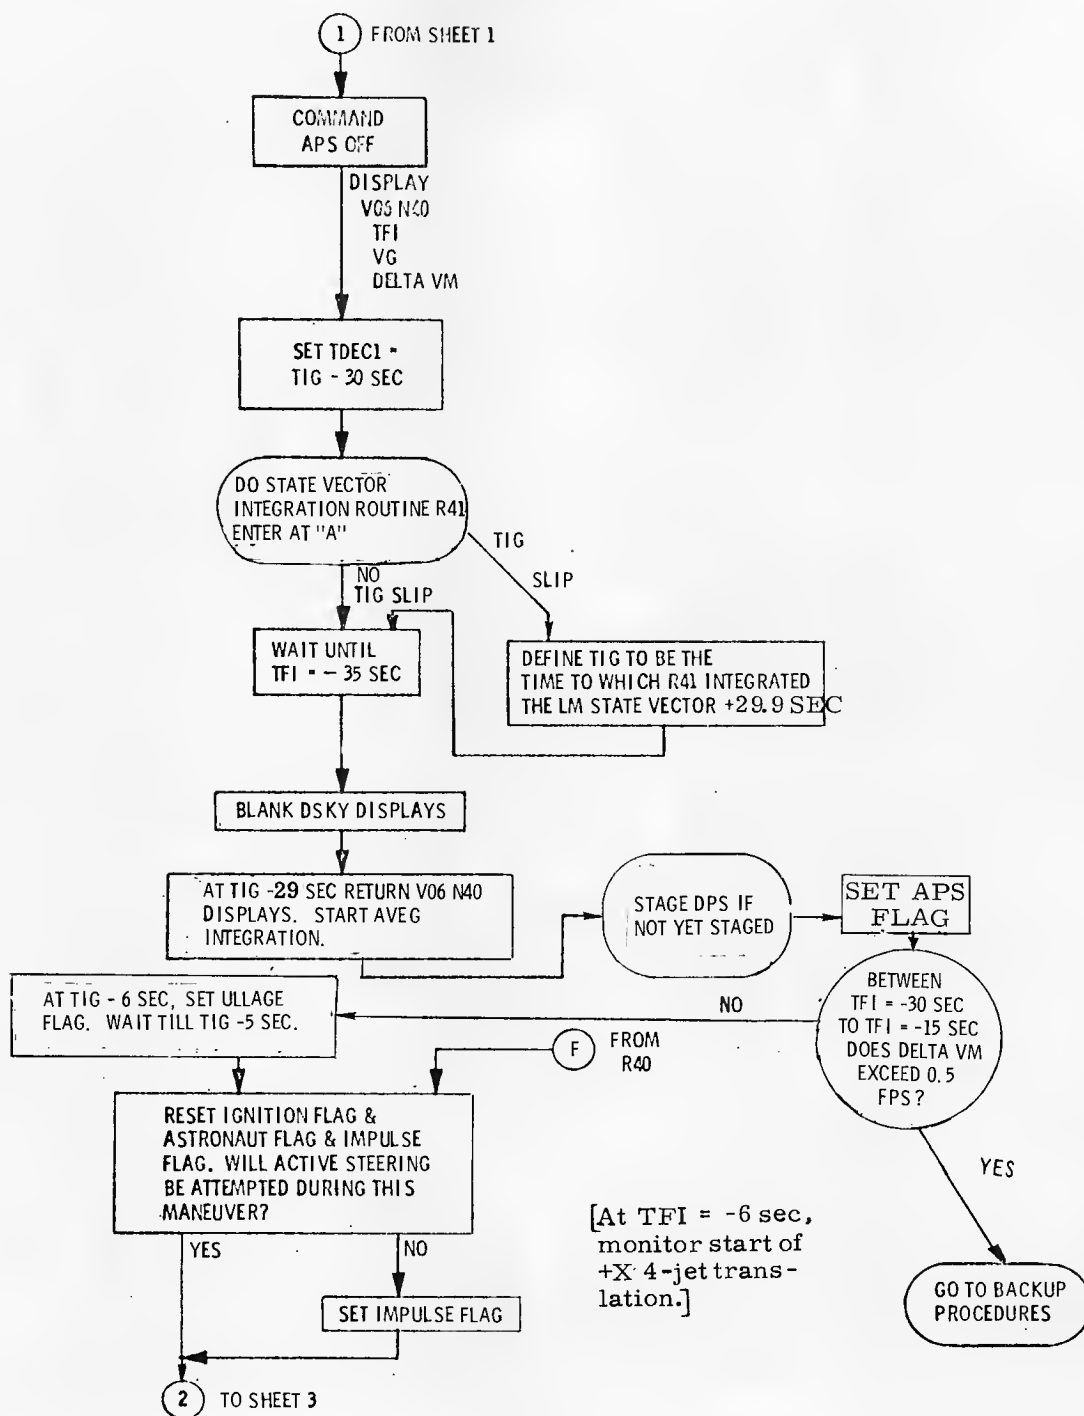 1 FROM SHEET 1
COMMAND
APS OFF
DISPLAY
V06 N40
TFI
VG
DELTA VM
SET TDEC1 =
TIG - 30 SEC
DO STATE VECTOR
INTEGRATION ROUTINE R41
ENTER AT "A"
TIG
SLIP
NO
TIG SLIP
WAIT UNTIL
TFI = - 35 SEC
DEFINE TIG TO BE THE
TIME TO WHICH R41 INTEGRATED
THE LM STATE VECTOR +29.9 SEC
BLANK DSKY DISPLAYS
AT TIG -29 SEC RETURN V06 N40
DISPLAYS. START AVEG
INTEGRATION.
STAGE DPS IF
NOT YET STAGED
SET APS
FLAG
BETWEEN
TFI = -30 SEC
TO TFI = -15 SEC
DOES DELTA VM
EXCEED 0.5
FPS?
NO
AT TIG - 6 SEC, SET ULLAGE
FLAG. WAIT TILL TIG -5 SEC.
F FROM
R40
RESET IGNITION FLAG &
ASTRONAUT FLAG & IMPULSE
FLAG. WILL ACTIVE STEERING
BE ATTEMPTED DURING THIS
MANEUVER?
YES
GO TO BACKUP
PROCEDURES
[At TFI = -6 sec,
monitor start of
+X 4-jet trans-
lation.]
YES
NO
SET IMPULSE FLAG
2 TO SHEET 3